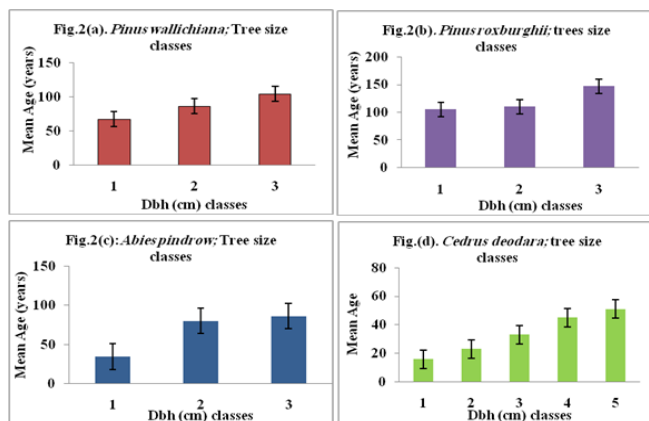 Fig.2(a). Pinus wallichiana; Tree size
classes
Mean Age (years)
150
100
50
0
1 2 3
Dbh (cm) classes
Fig.2(b). Pinus roxburghii; trees size
classes
Mean Age (years)
200
150
100
50
0
1 2 3
Dbh (cm) classes
Fig.2(c): Abies pindrow; Tree size
classes
Mean Age (years)
150
100
50
0
1 2 3
Dbh (cm) classes
Fig.(d). Cedrus deodara; tree size
classes
Mean Age
80
60
40
20
0
1 2 3 4 5
Dbh (cm) classes